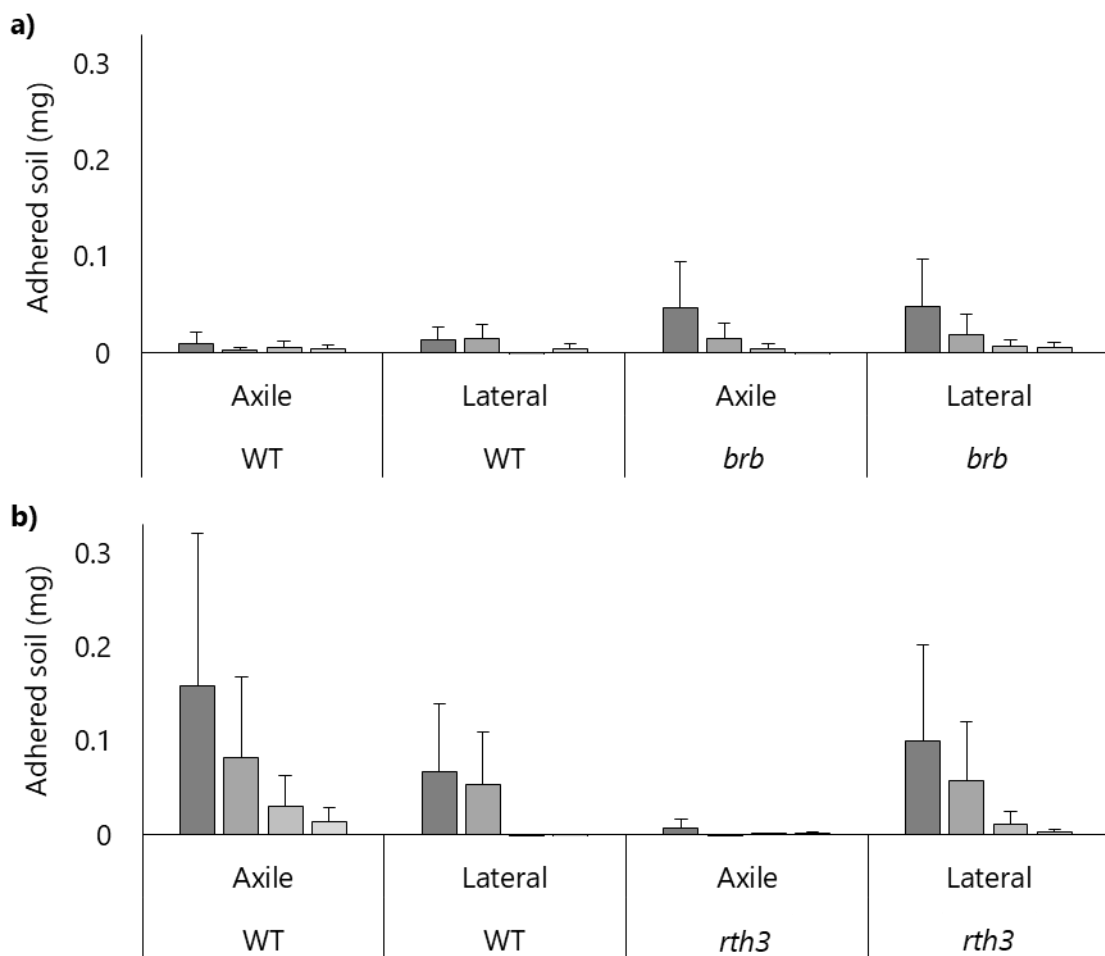 a)
Adhered soil (mg)
0.3
0.2
0.1
0
Axile Lateral Axile Lateral
WT WT brb brb
b)
Adhered soil (mg)
0.3
0.2
0.1
0
Axile Lateral Axile Lateral
WT WT rth3 rth3